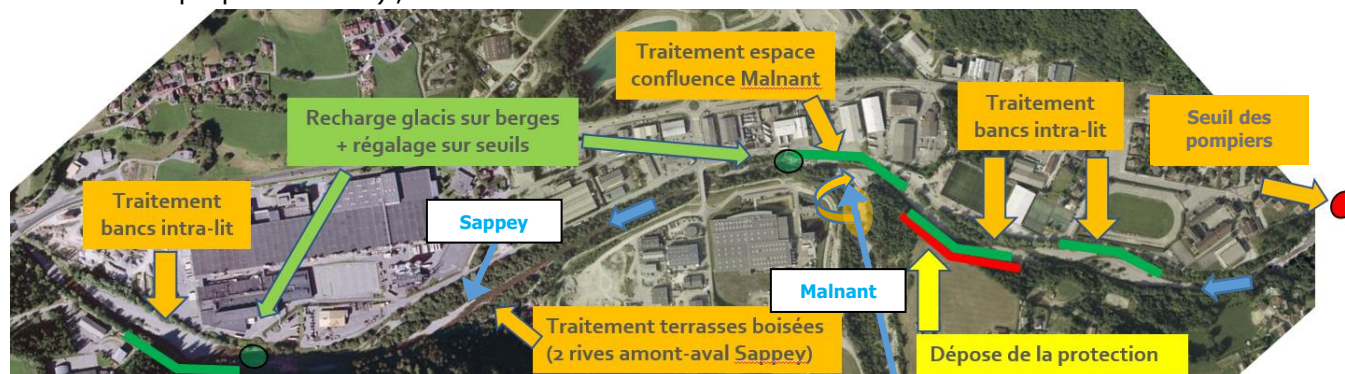 Traitement espace
confluence Malnant
Recharge glacis sur berges
+ régalage sur seuils
Traitement
bancs intra-lit
Seuil des
pompiers
Traitement
bancs intra-lit
Sappey
Malnant
Traitement terrasses boisées
(2 rives amont-aval Sappey)
Dépose de la protection